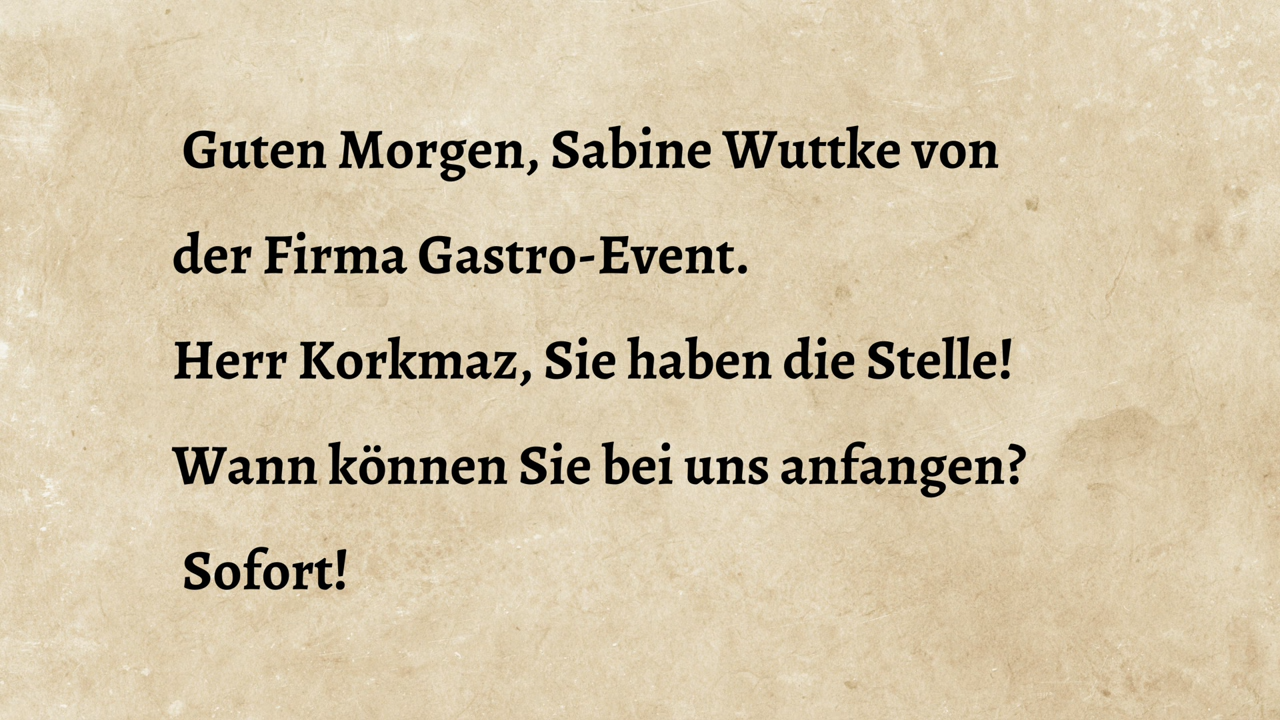 Guten Morgen, Sabine Wuttke von
der Firma Gastro-Event.
Herr Korkmaz, Sie haben die Stelle!
Wann können Sie bei uns anfangen?
Sofort!